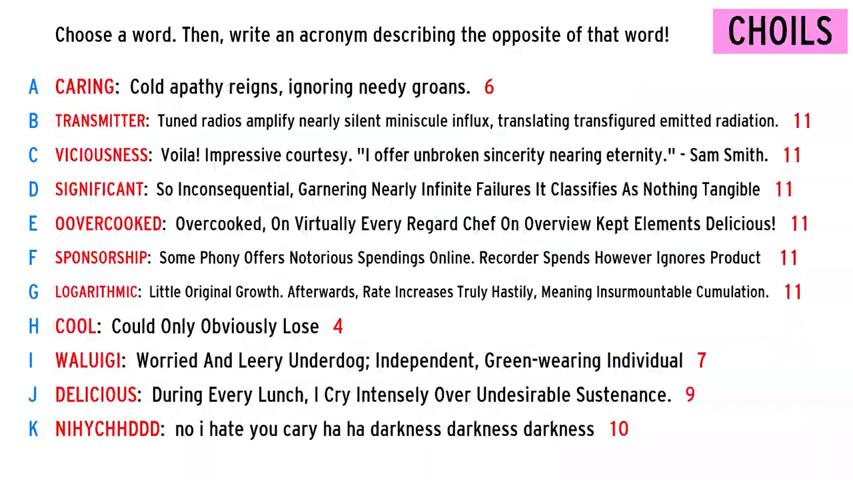 Choose a word. Then, write an acronym describing the opposite of that word!
CHOILS
A CARING: Cold apathy reigns, ignoring needy groans. 6
B TRANSMITTER: Tuned radios amplify nearly silent miniscule influx, translating transfigured emitted radiation. 11
C VICIOUSNESS: Voila! Impressive courtesy. "I offer unbroken sincerity nearing eternity." - Sam Smith. 11
D SIGNIFICANT: So Inconsequential, Garnering Nearly Infinite Failures It Classifies As Nothing Tangible 11
E OOVERCOOKED: Overcooked, On Virtually Every Regard Chef On Overview Kept Elements Delicious! 11
F SPONSORSHIP: Some Phony Offers Notorious Spendings Online. Recorder Spends However Ignores Product 11
G LOGARITHMIC: Little Original Growth. Afterwards, Rate Increases Truly Hastily, Meaning Insurmountable Cumulation. 11
H COOL: Could Only Obviously Lose 4
I WALUIGI: Worried And Leery Underdog; Independent, Green-wearing Individual 7
J DELICIOUS: During Every Lunch, I Cry Intensely Over Undesirable Sustenance. 9
K NIHYCHHDDD: no i hate you cary ha ha darkness darkness darkness 10